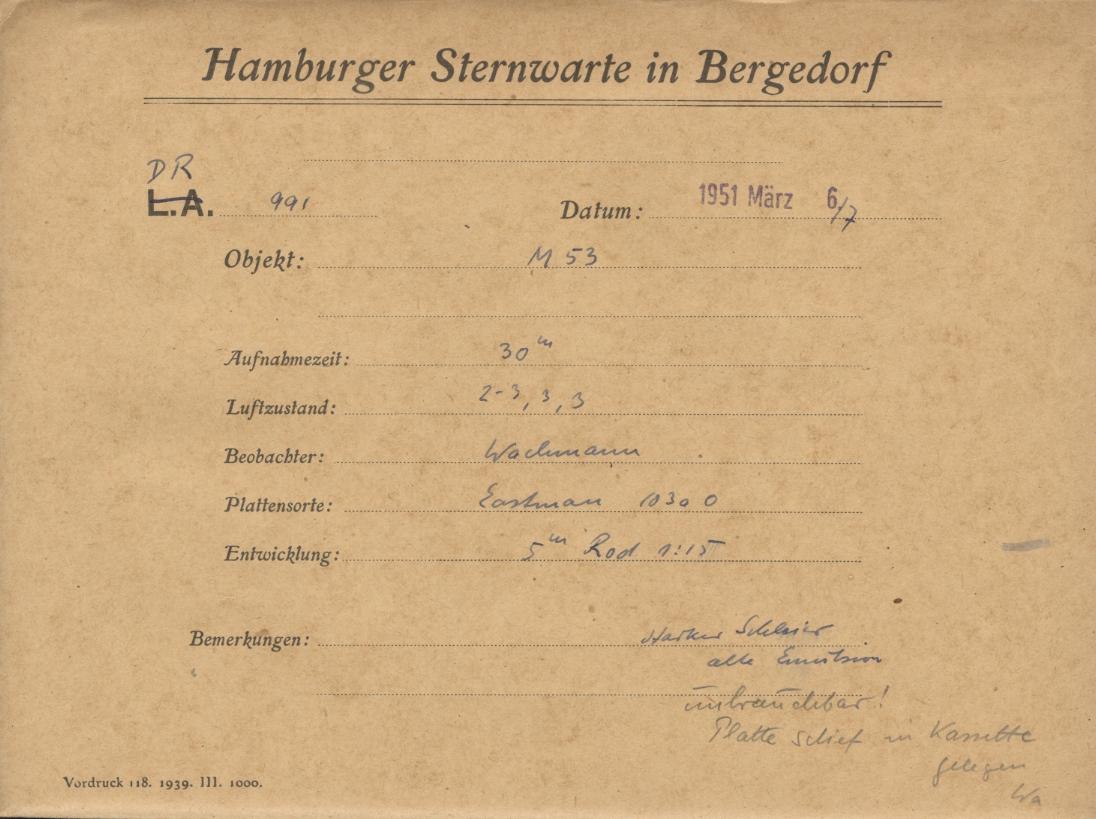 Hamburger Sternwarte in Bergedorf
DR
L.A. 991 Datum: 1951 März 6/7
Objekt: M 53
Aufnahmezeit: 30ᵐ
Luftzustand: 2-3, 3, 3
Beobachter: Wachmann
Plattensorte: Eastman 103a O
Entwicklung: 5ᵐ Rod 1:15
Bemerkungen: starker Schleier
alte Emulsion
unbrauchbar!
Platte schief in Kassette
gelegen
Wa
Vordruck 118. 1939. III. 1000.